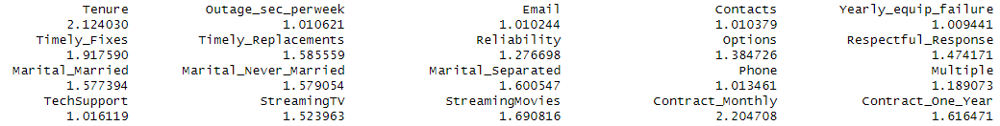 Tenure Outage_sec_perweek Email Contacts Yearly_equip_failure
2.124030 1.010621 1.010244 1.010379 1.009441
Timely_Fixes Timely_Replacements Reliability Options Respectful_Response
1.917590 1.585559 1.276698 1.384726 1.474171
Marital_Married Marital_Never_Married Marital_Separated Phone Multiple
1.577394 1.579054 1.600547 1.013461 1.189073
TechSupport StreamingTV StreamingMovies Contract_Monthly Contract_One_Year
1.016119 1.523963 1.690816 2.204708 1.616471